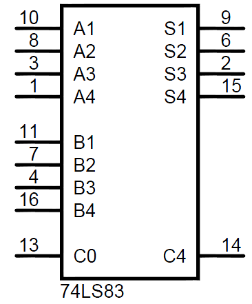 10 A1 S1 9
8 A2 S2 6
3 A3 S3 2
1 A4 S4 15
11 B1
7 B2
4 B3
16 B4
13 C0 C4 14
74LS83